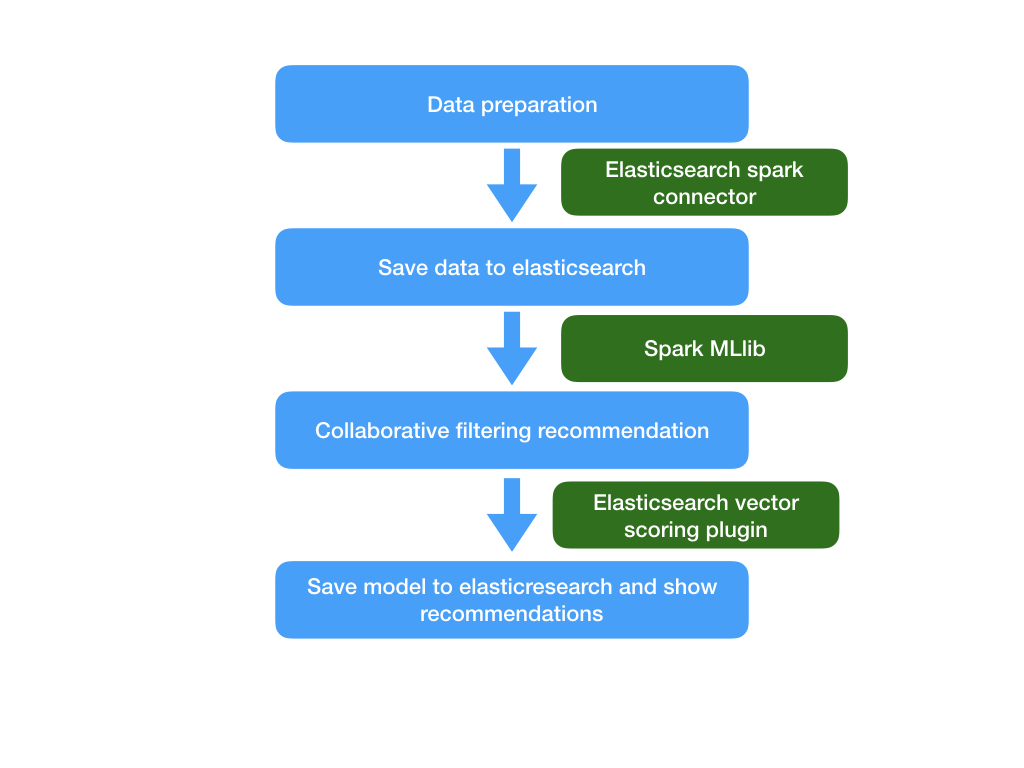 Data preparation
Elasticsearch spark
connector
Save data to elasticsearch
Spark MLlib
Collaborative filtering recommendation
Elasticsearch vector
scoring plugin
Save model to elasticresearch and show
recommendations